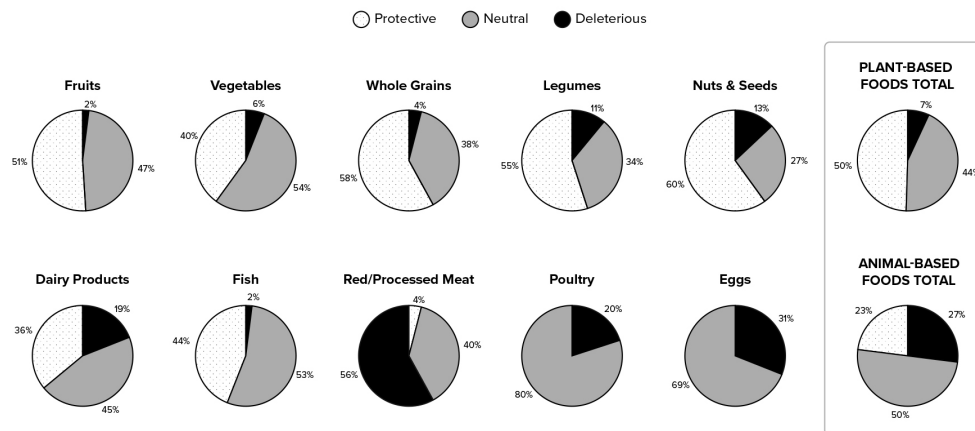 Protective Neutral Deleterious
Fruits
2%
51%
47%
Vegetables
6%
40%
54%
Whole Grains
4%
38%
58%
Legumes
11%
55%
34%
Nuts & Seeds
13%
27%
60%
PLANT-BASED
FOODS TOTAL
7%
50%
44%
Dairy Products
19%
36%
45%
Fish
2%
44%
53%
Red/Processed Meat
4%
40%
56%
Poultry
20%
80%
Eggs
31%
69%
ANIMAL-BASED
FOODS TOTAL
23%
27%
50%